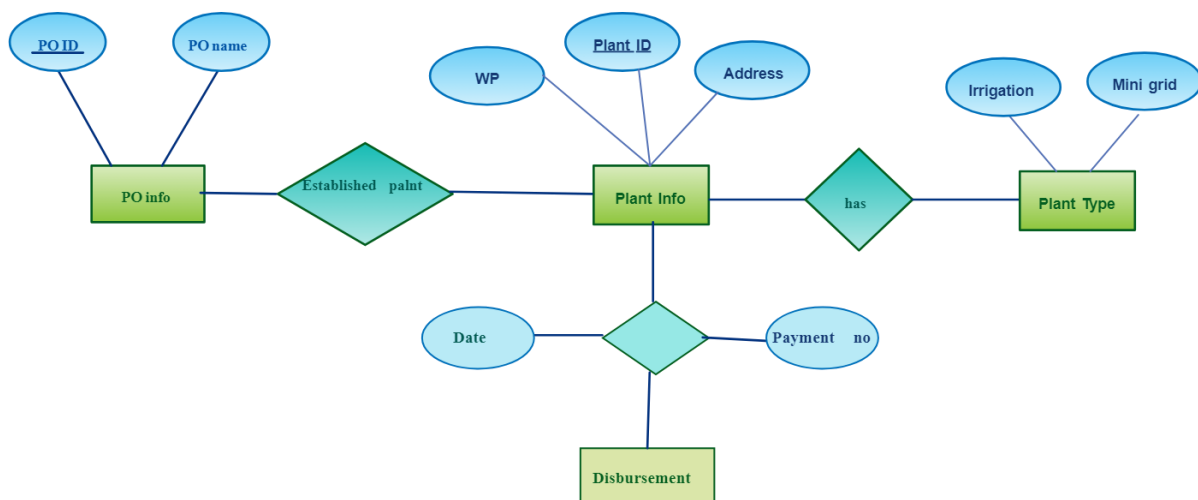 PO ID
PO name
WP
Plant ID
Address
Irrigation
Mini grid
PO info
Established palnt
Plant Info
has
Plant Type
Date
Payment no
Disbursement